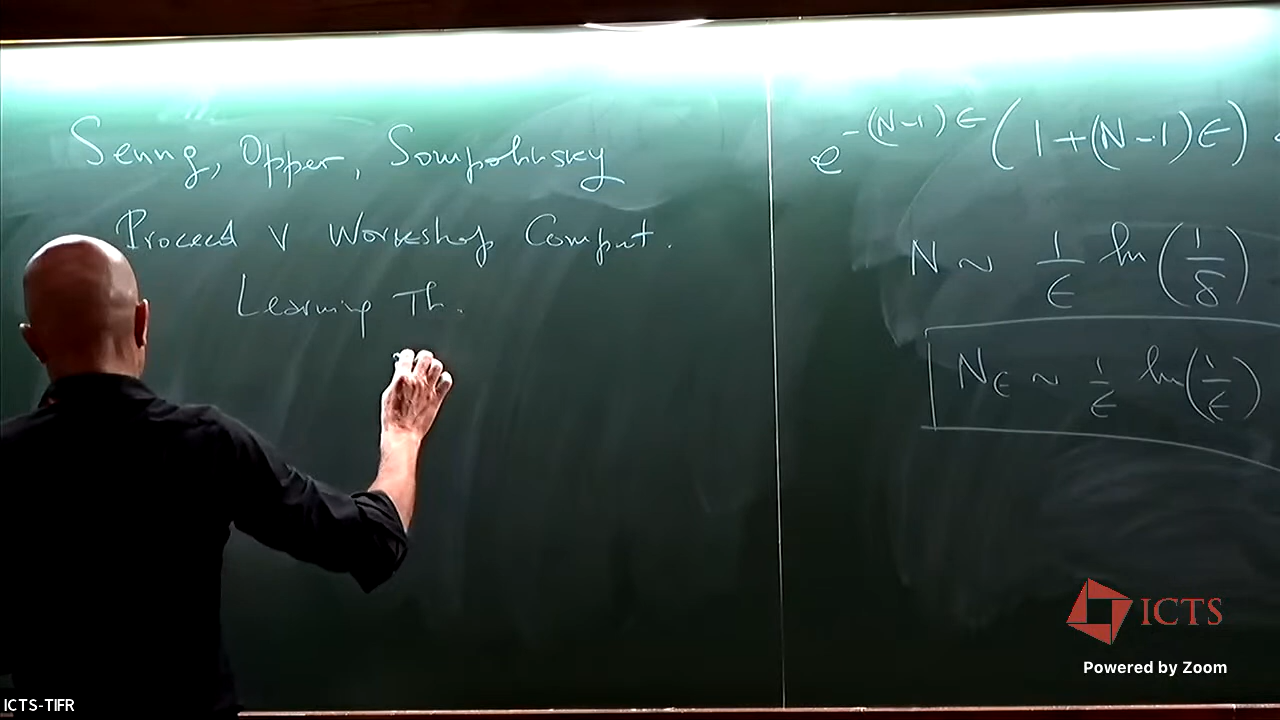 Seung, Opper, Sompolinsky
Proceed V Workshop Comput.
Learning Th.
e^{-(N-1)ϵ} (1+(N-1)ϵ)
N ~ 1/ϵ ln(1/δ)
N_ϵ ~ 1/ϵ ln(1/ϵ)
ICTS
Powered by Zoom
ICTS-TIFR